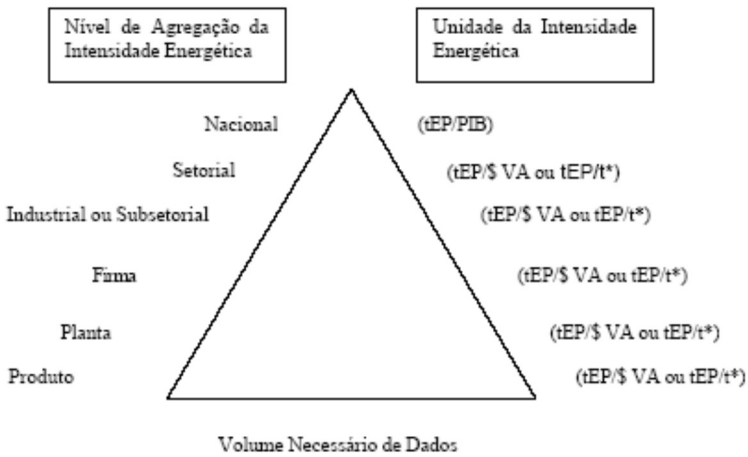 Nível de Agregação da
Intensidade Energética
Unidade da Intensidade
Energética
Nacional
(tEP/PIB)
Setorial
(tEP/$ VA ou tEP/t*)
Industrial ou Subsetorial
(tEP/$ VA ou tEP/t*)
Firma
(tEP/$ VA ou tEP/t*)
Planta
(tEP/$ VA ou tEP/t*)
Produto
(tEP/$ VA ou tEP/t*)
Volume Necessário de Dados